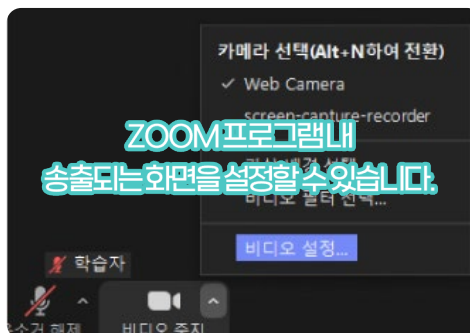 카메라 선택(Alt+N하여 전환)
✓ Web Camera
screen-capture-recorder
ZOOM프로그램내
송출되는화면을설정할수있습니다.
비디오 필터 선택...
비디오 설정...
학습자
비디오 중지